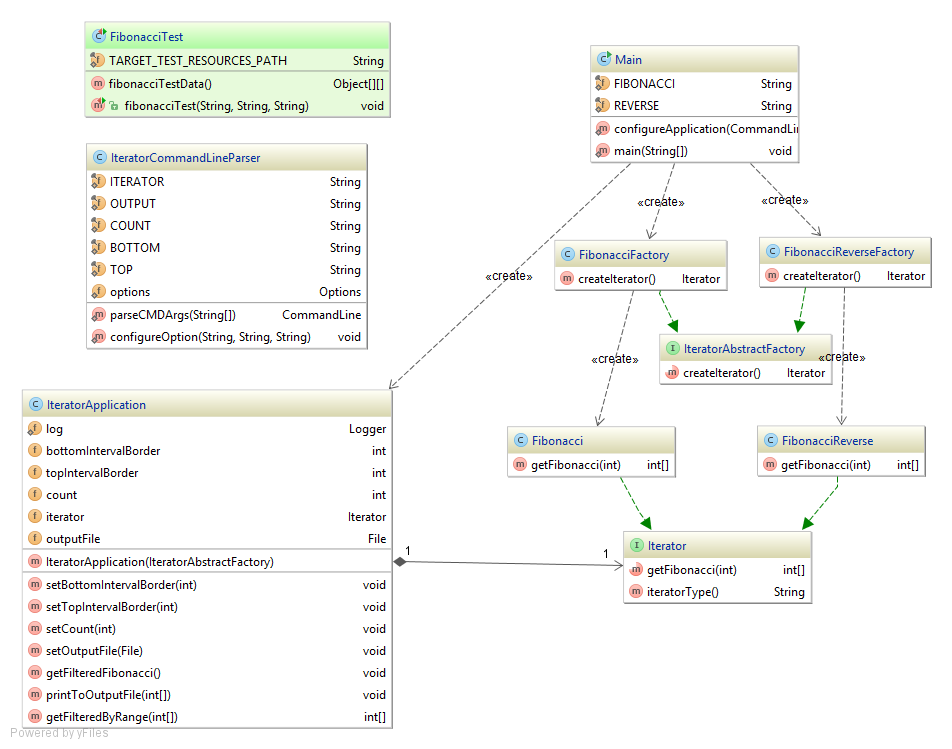 FibonacciTest
TARGET_TEST_RESOURCES_PATH String
fibonacciTestData() Object[][]
fibonacciTest(String, String, String) void
IteratorCommandLineParser
ITERATOR String
OUTPUT String
COUNT String
BOTTOM String
TOP String
options Options
parseCMDArgs(String[]) CommandLine
configureOption(String, String, String) void
Main
FIBONACCI String
REVERSE String
configureApplication(CommandLi
main(String[]) void
«create»
«create»
«create»
FibonacciFactory
createIterator() Iterator
FibonacciReverseFactory
createIterator() Iterator
IteratorAbstractFactory
createIterator() Iterator
«create»
«create»
Fibonacci
getFibonacci(int) int[]
FibonacciReverse
getFibonacci(int) int[]
IteratorApplication
log Logger
bottomIntervalBorder int
topIntervalBorder int
count int
iterator Iterator
outputFile File
IteratorApplication(IteratorAbstractFactory)
setBottomIntervalBorder(int) void
setTopIntervalBorder(int) void
setCount(int) void
setOutputFile(File) void
getFilteredFibonacci() void
printToOutputFile(int[]) void
getFilteredByRange(int[]) int[]
1 1
Iterator
getFibonacci(int) int[]
iteratorType() String
Powered by yFiles